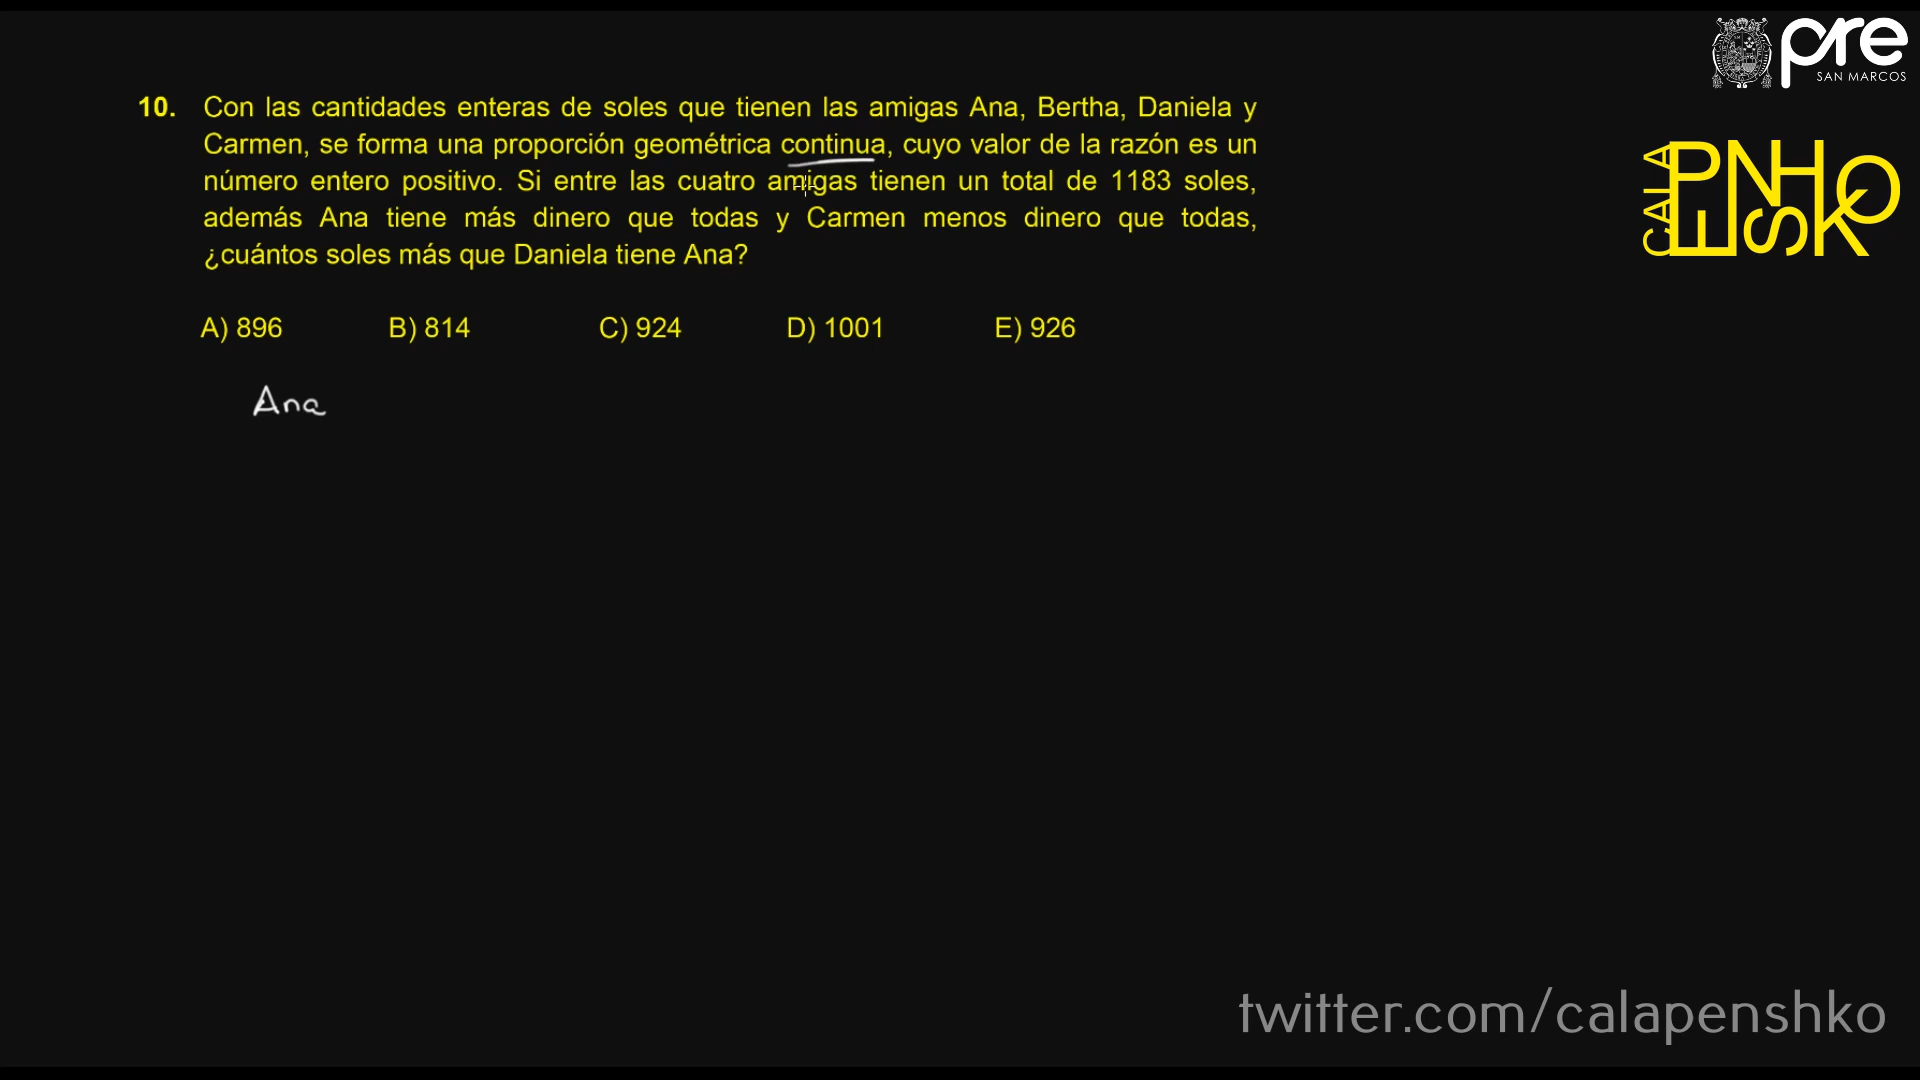 pre
SAN MARCOS
10. Con las cantidades enteras de soles que tienen las amigas Ana, Bertha, Daniela y
Carmen, se forma una proporción geométrica continua, cuyo valor de la razón es un
número entero positivo. Si entre las cuatro amigas tienen un total de 1183 soles,
además Ana tiene más dinero que todas y Carmen menos dinero que todas,
¿cuántos soles más que Daniela tiene Ana?
A) 896 B) 814 C) 924 D) 1001 E) 926
CALA
PENSHKO
Ana
twitter.com/calapenshko